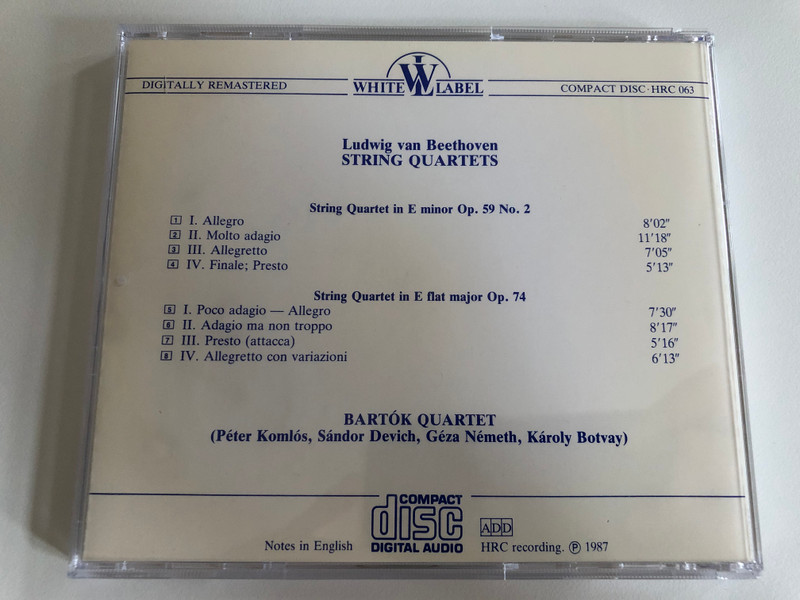 DIGITALLY REMASTERED
WL
WHITE LABEL
COMPACT DISC · HRC 063
Ludwig van Beethoven
STRING QUARTETS
String Quartet in E minor Op. 59 No. 2
1 I. Allegro 8'02"
2 II. Molto adagio 11'18"
3 III. Allegretto 7'05"
4 IV. Finale; Presto 5'13"
String Quartet in E flat major Op. 74
5 I. Poco adagio — Allegro 7'30"
6 II. Adagio ma non troppo 8'17"
7 III. Presto (attacca) 5'16"
8 IV. Allegretto con variazioni 6'13"
BARTÓK QUARTET
(Péter Komlós, Sándor Devich, Géza Németh, Károly Botvay)
Notes in English
COMPACT
disc
DIGITAL AUDIO
ADD
HRC recording. ℗ 1987